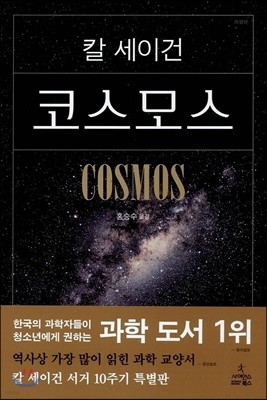 칼 세이건
코스모스
COSMOS
홍승수 옮김
한국의 과학자들이
청소년에게 권하는
과학 도서 1위
역사상 가장 많이 읽힌 과학 교양서
칼 세이건 서거 10주기 특별판
사이언스
북스